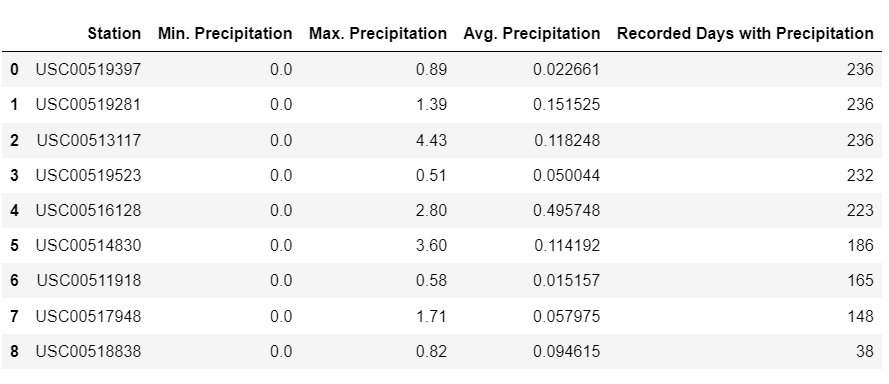 Station Min. Precipitation Max. Precipitation Avg. Precipitation Recorded Days with Precipitation
0 USC00519397 0.0 0.89 0.022661 236
1 USC00519281 0.0 1.39 0.151525 236
2 USC00513117 0.0 4.43 0.118248 236
3 USC00519523 0.0 0.51 0.050044 232
4 USC00516128 0.0 2.80 0.495748 223
5 USC00514830 0.0 3.60 0.114192 186
6 USC00511918 0.0 0.58 0.015157 165
7 USC00517948 0.0 1.71 0.057975 148
8 USC00518838 0.0 0.82 0.094615 38